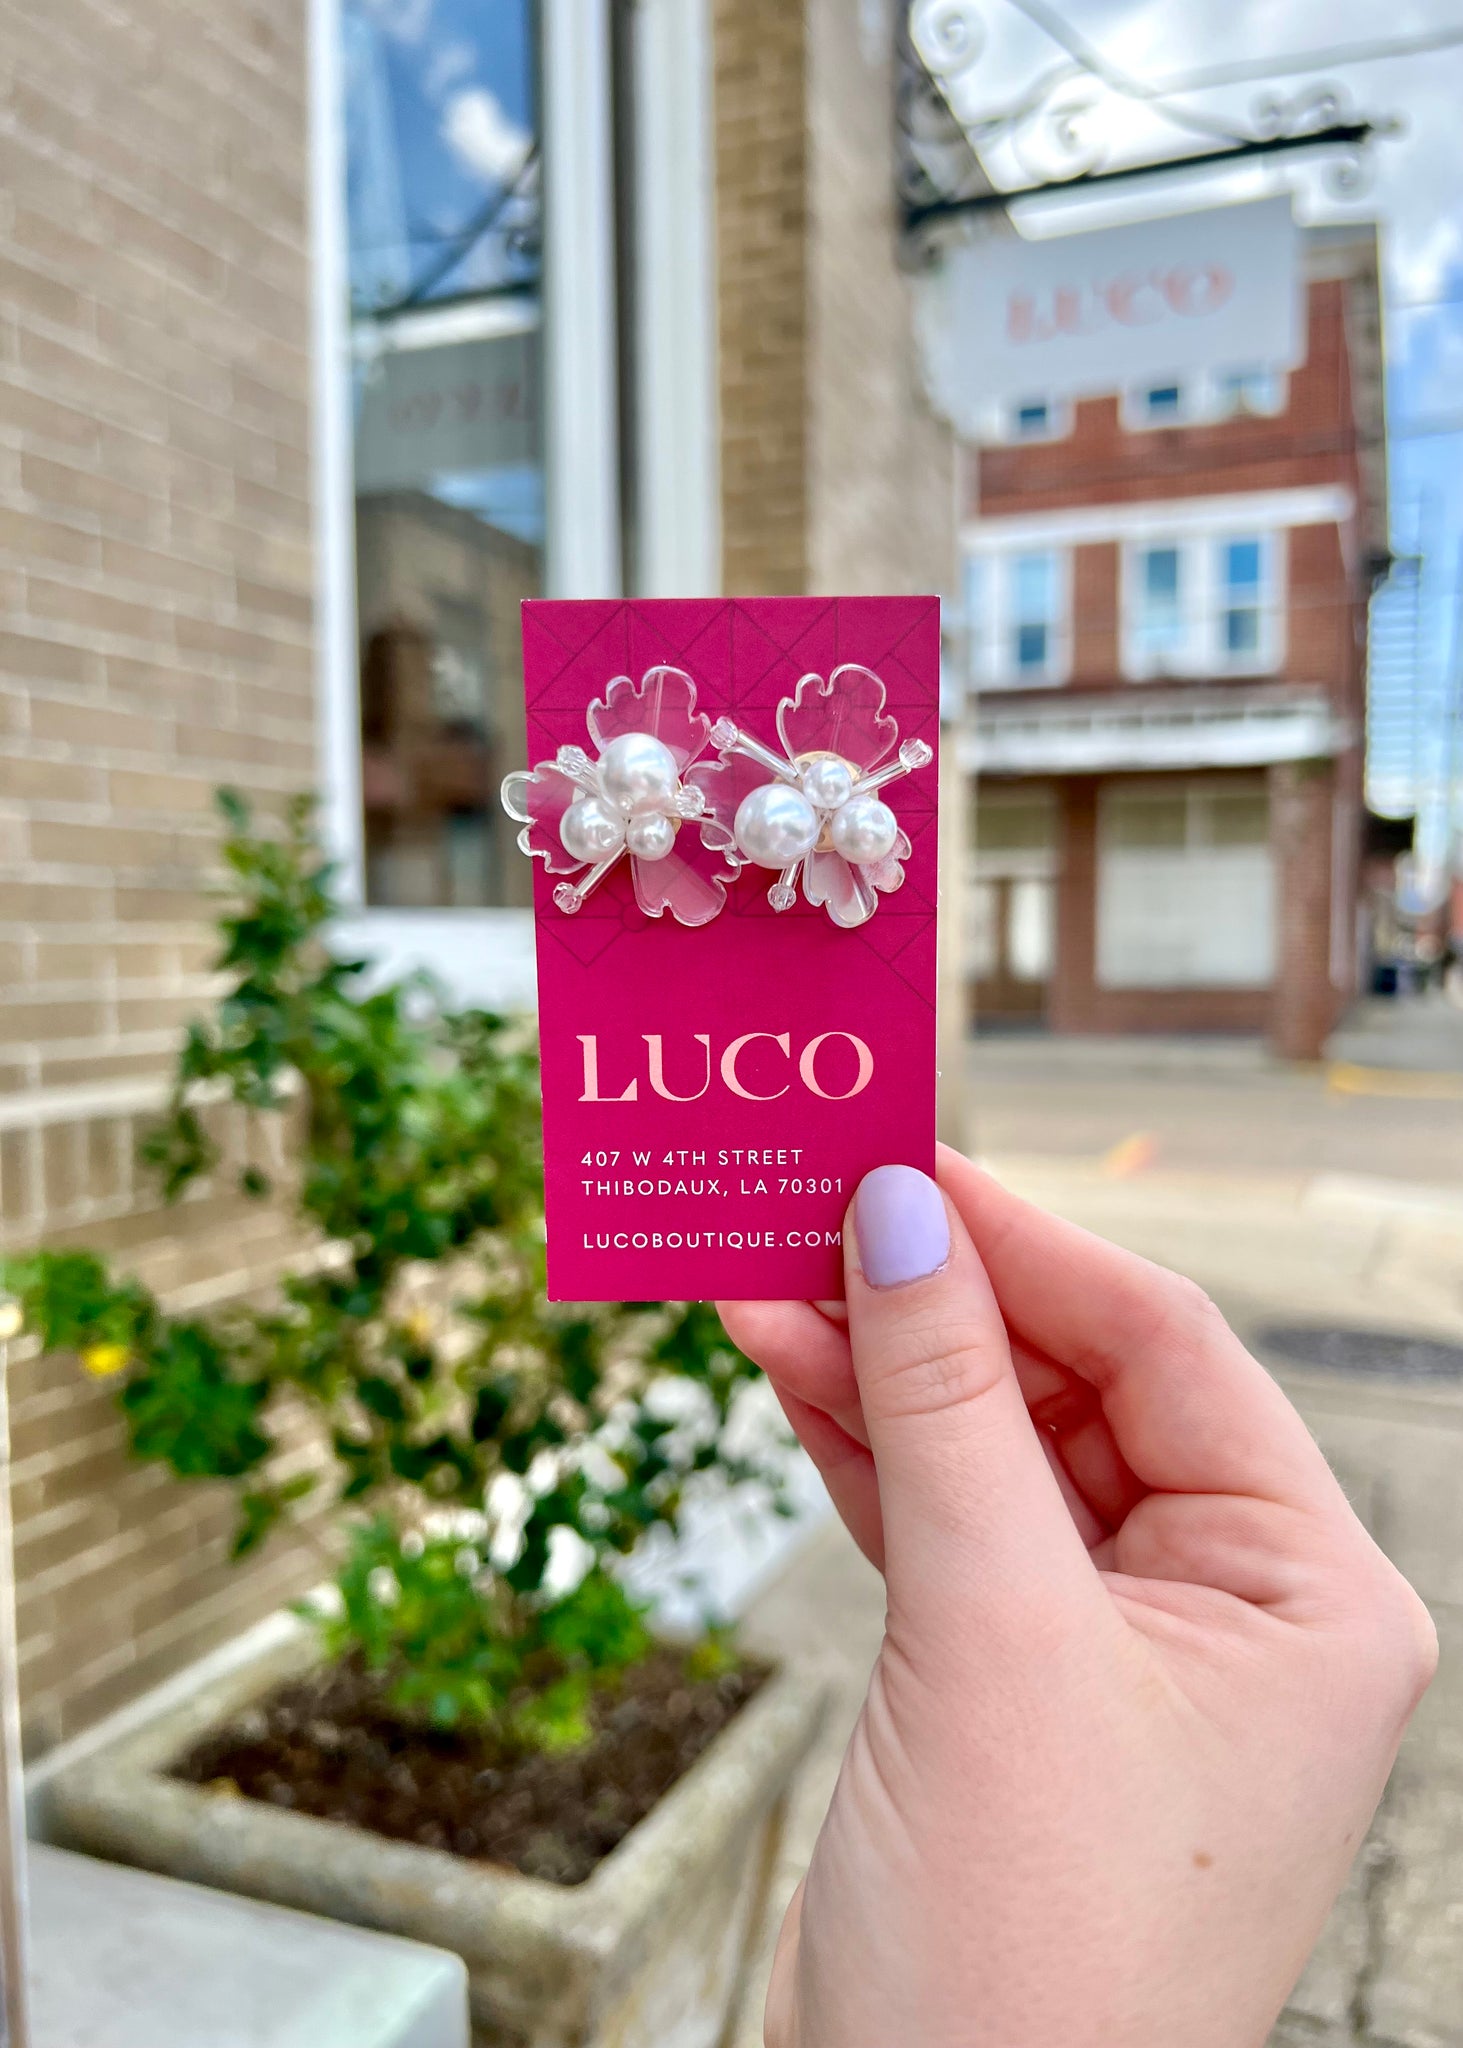 LUCO
LUCO
407 W 4TH STREET
THIBODAUX, LA 70301
LUCOBOUTIQUE.COM